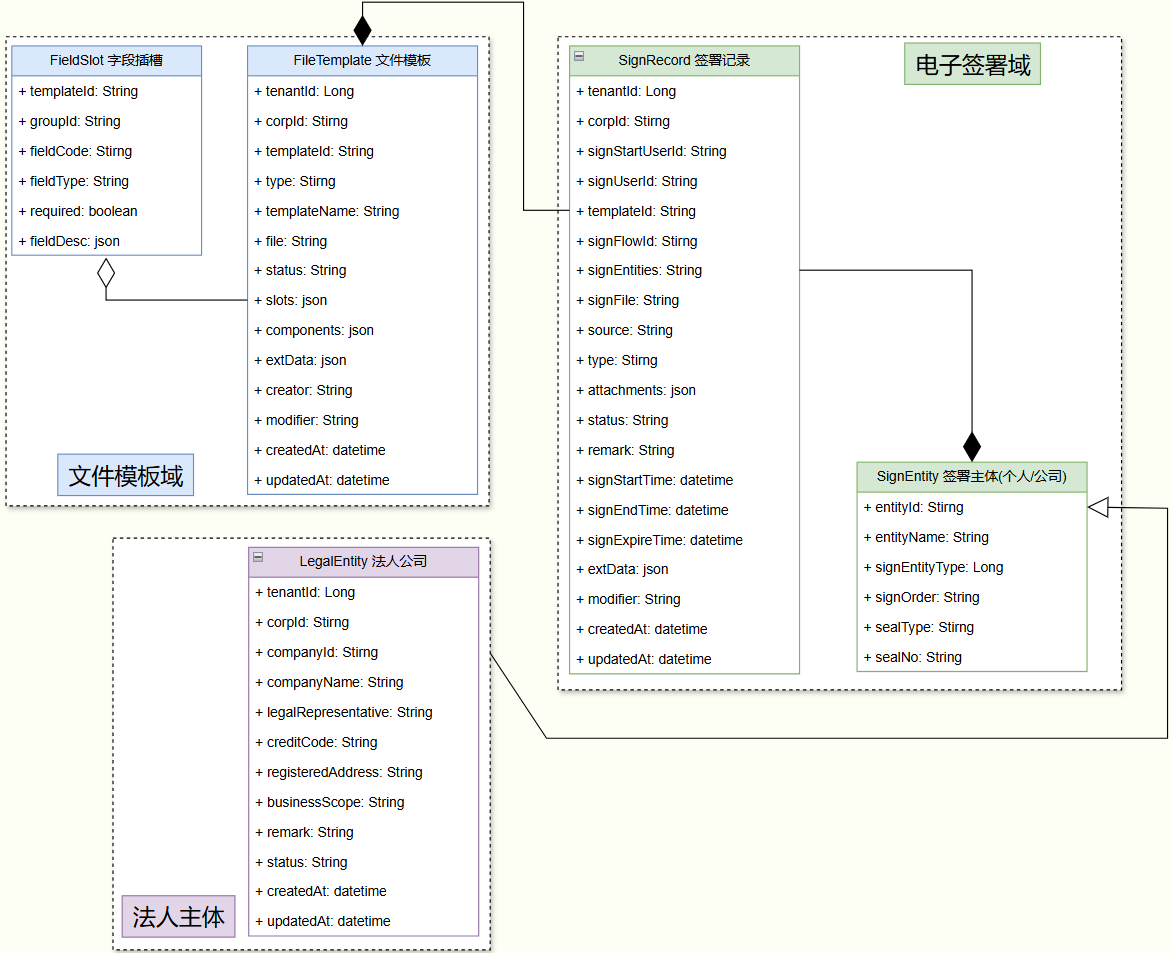 FieldSlot 字段插槽
+ templateId: String
+ groupId: String
+ fieldCode: Stirng
+ fieldType: String
+ required: boolean
+ fieldDesc: json
FileTemplate 文件模板
+ tenantId: Long
+ corpId: Stirng
+ templateId: String
+ type: Stirng
+ templateName: String
+ file: String
+ status: String
+ slots: json
+ components: json
+ extData: json
+ creator: String
+ modifier: String
+ createdAt: datetime
+ updatedAt: datetime
文件模板域
SignRecord 签署记录
+ tenantId: Long
+ corpId: Stirng
+ signStartUserId: String
+ signUserId: String
+ templateId: String
+ signFlowId: Stirng
+ signEntities: String
+ signFile: String
+ source: String
+ type: Stirng
+ attachments: json
+ status: String
+ remark: String
+ signStartTime: datetime
+ signEndTime: datetime
+ signExpireTime: datetime
+ extData: json
+ modifier: String
+ createdAt: datetime
+ updatedAt: datetime
电子签署域
SignEntity 签署主体(个人/公司)
+ entityId: Stirng
+ entityName: String
+ signEntityType: Long
+ signOrder: String
+ sealType: Stirng
+ sealNo: String
LegalEntity 法人公司
+ tenantId: Long
+ corpId: Stirng
+ companyId: Stirng
+ companyName: String
+ legalRepresentative: String
+ creditCode: String
+ registeredAddress: String
+ businessScope: String
+ remark: String
+ status: String
+ createdAt: datetime
+ updatedAt: datetime
法人主体